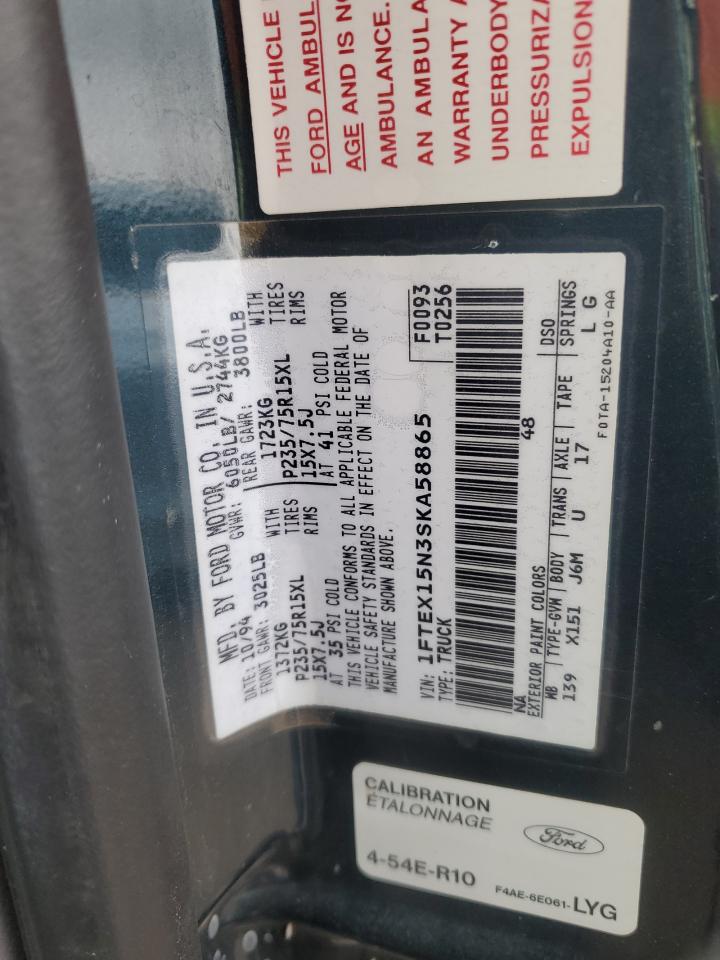 THIS VEHICLE
FORD AMBUL
AGE AND IS NO
AMBULANCE.
AN AMBULA
WARRANTY A
UNDERBODY
PRESSURIZA
EXPULSION
MFD. BY FORD MOTOR CO. IN U.S.A.
DATE: 10/94 GVWR: 6050LB/ 2744KG
FRONT GAWR: 3025LB REAR GAWR: 3800LB
1372KG WITH 1723KG WITH
P235/75R15XL TIRES P235/75R15XL TIRES
15X7.5J RIMS 15X7.5J RIMS
AT 35 PSI COLD AT 41 PSI COLD
THIS VEHICLE CONFORMS TO ALL APPLICABLE FEDERAL MOTOR
VEHICLE SAFETY STANDARDS IN EFFECT ON THE DATE OF
MANUFACTURE SHOWN ABOVE.
VIN: 1FTEX15N3SKA58865 F0093
TYPE: TRUCK T0256
NA 48
EXTERIOR PAINT COLORS DSO
WB TYPE-GVW BODY TRANS AXLE TAPE SPRINGS
139 X151 J6M U 17 L G
F0TA-15204A10-AA
CALIBRATION
ÉTALONNAGE
Ford
4-54E-R10
F4AE-6E061-LYG